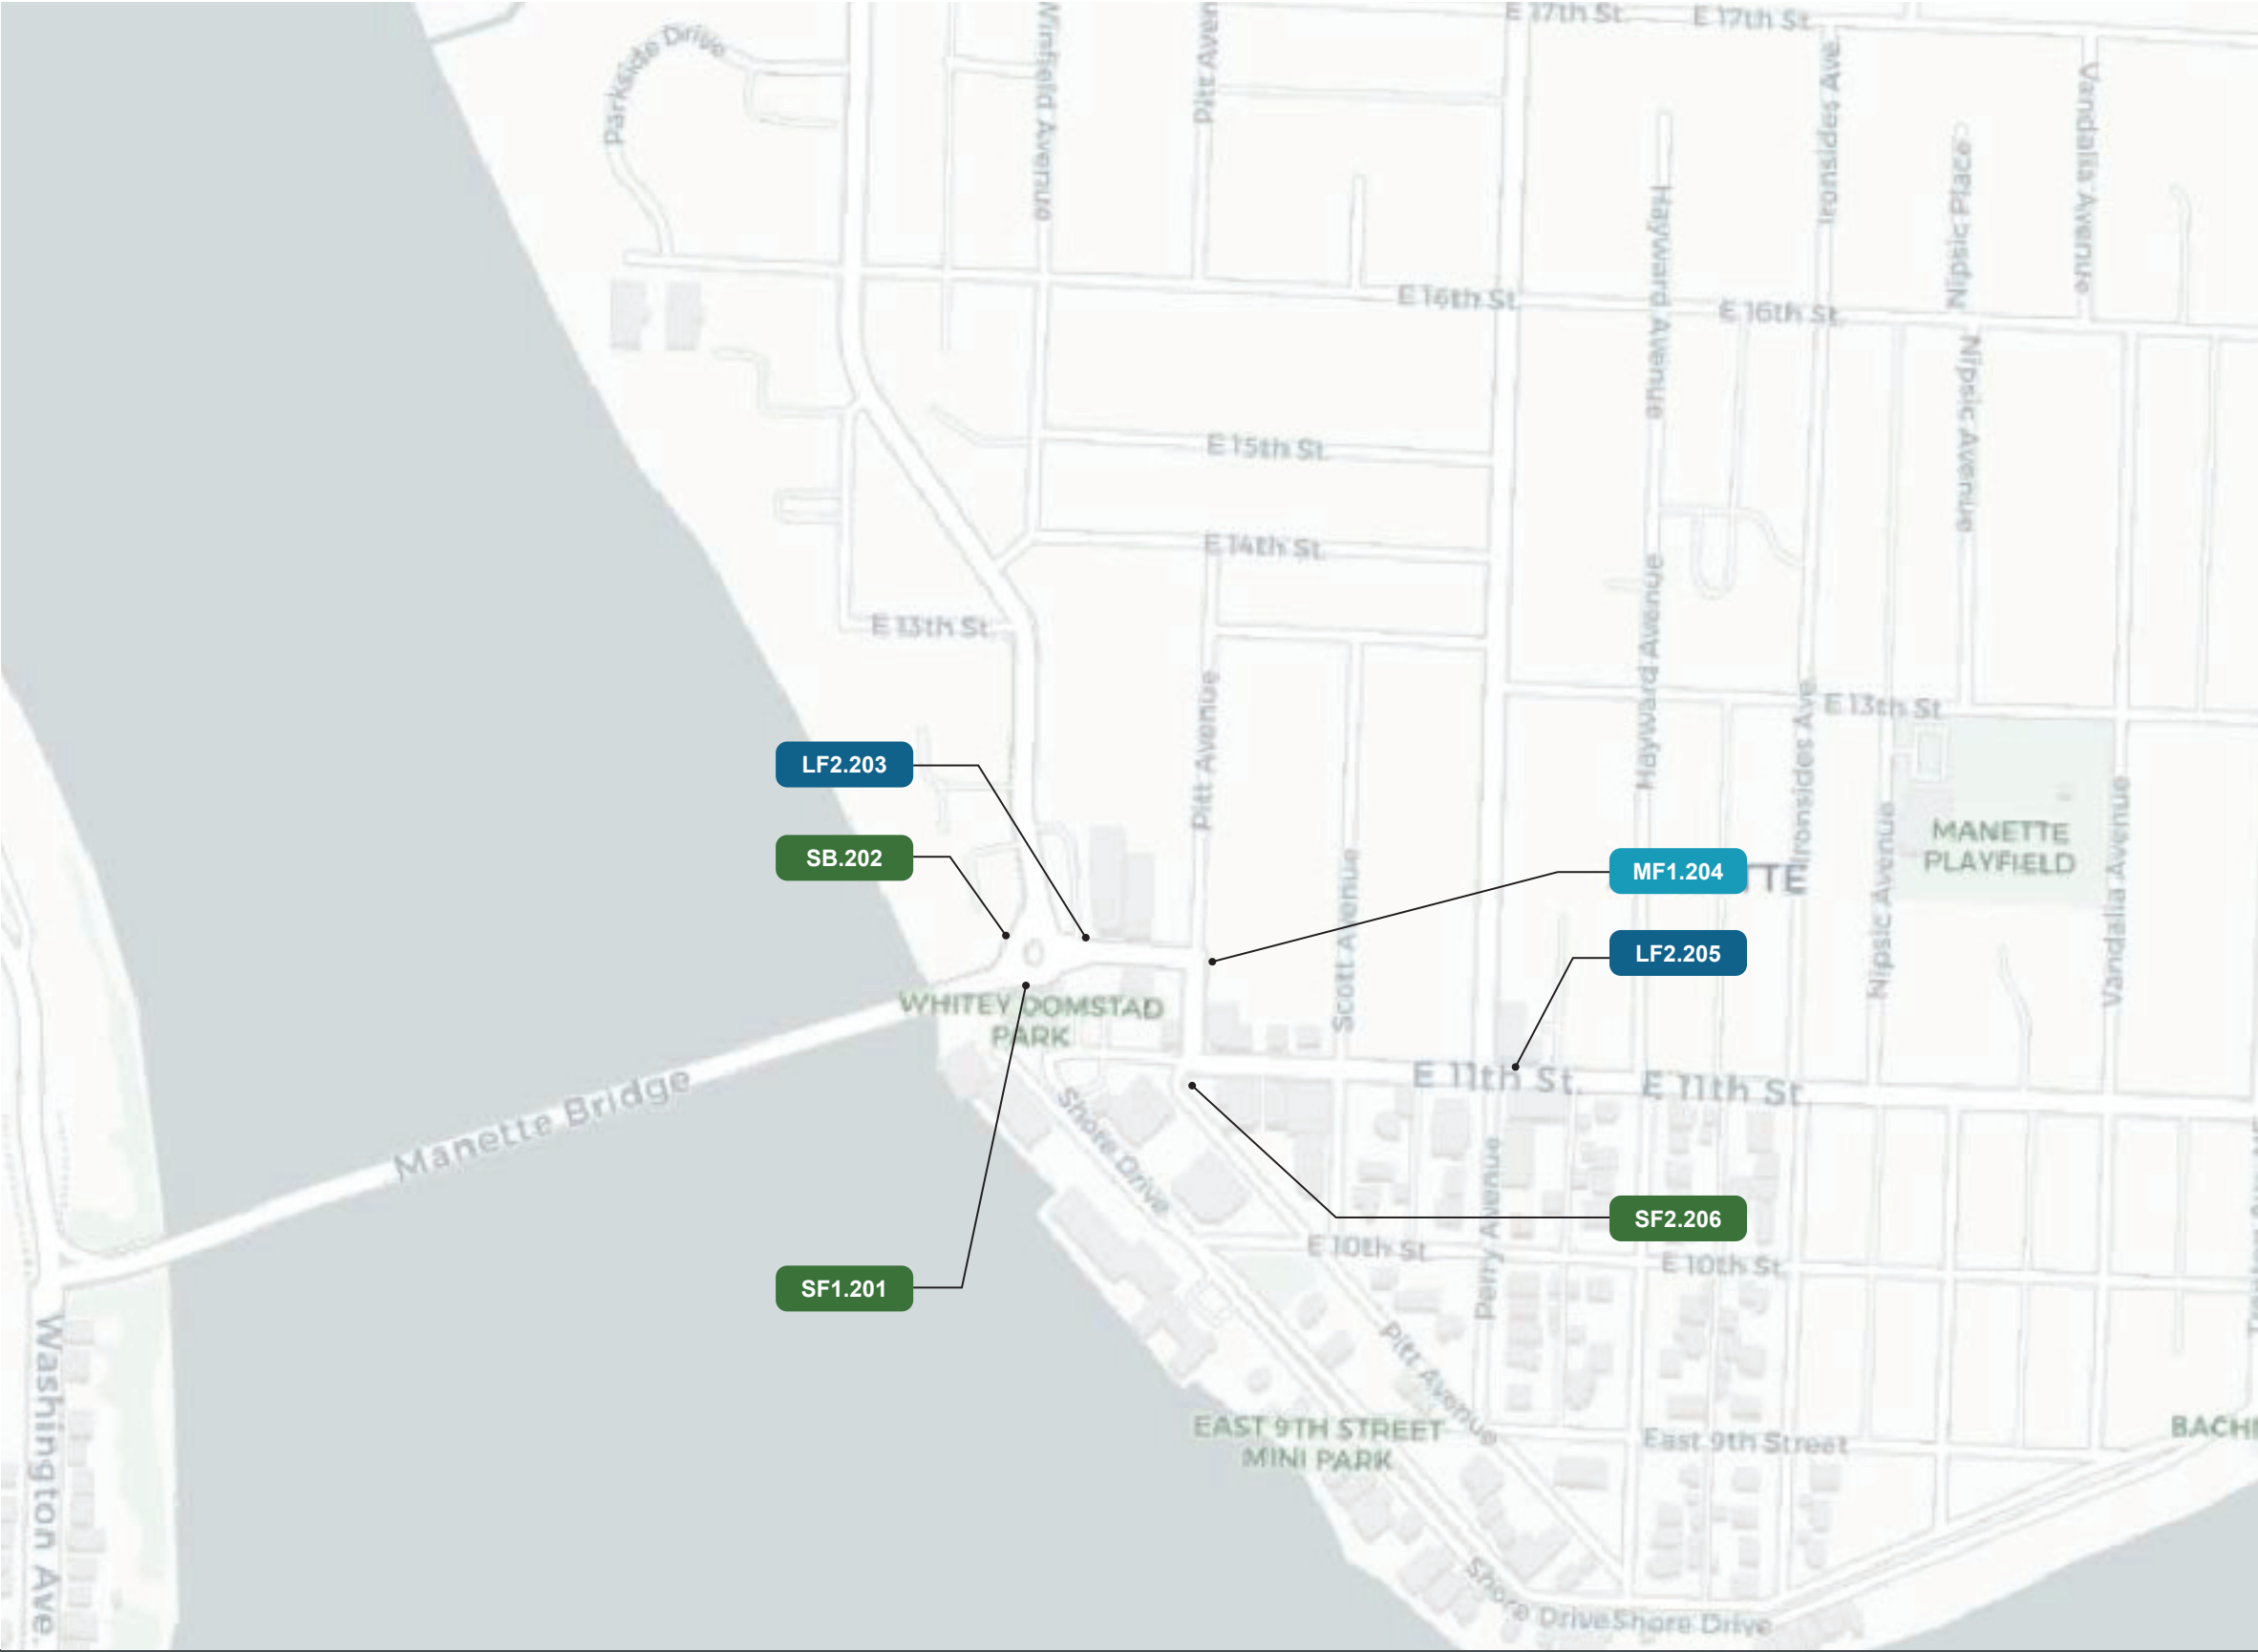 E 17th St.
E 17th St.
Parkside Drive
Winfield Avenue
Pitt Aven
Ironsides Ave.
Vandalia Avenue
Nipsic Place
Hayward Avenue
E 16th St.
E 16th St.
Nipsic Avenue
E 15th St.
E 14th St.
E 13th St.
Hayward Avenue
Pitt Avenue
Ironsides Ave.
E 13th St.
LF2.203
SB.202
MF1.204
TTE
LF2.205
MANETTE
PLAYFIELD
Scott Avenue
Nipsic Avenue
Vandalia Avenue
WHITEY DOMSTAD
PARK
E 11th St.
E 11th St.
Manette Bridge
Shore Drive
Perry Avenue
SF2.206
E 10th St.
E 10th St.
SF1.201
Washington Ave.
Pitt Avenue
EAST 9TH STREET
MINI PARK
East 9th Street
BACH
Shore Drive
Shore Drive